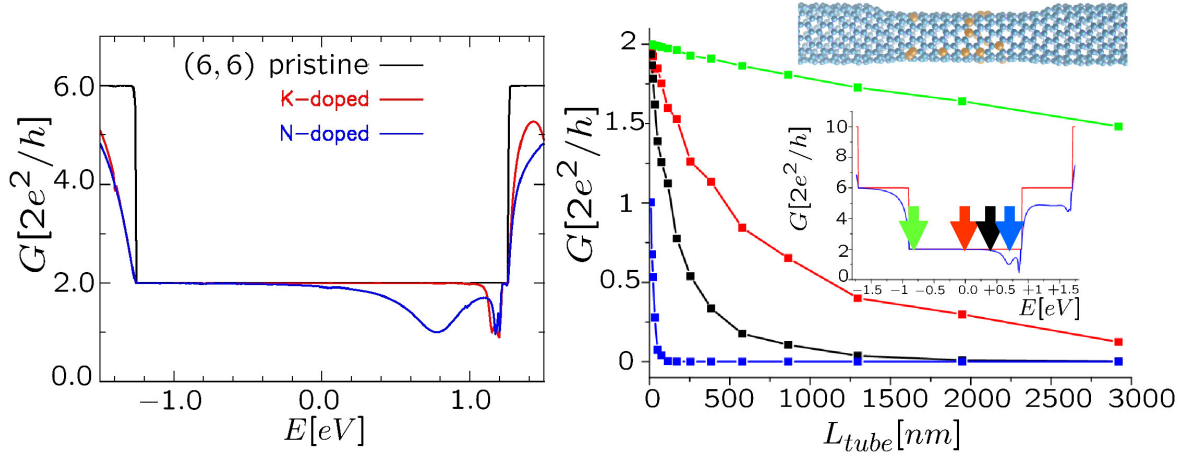 (6,6) pristine
K-doped
N-doped
G[2e²/h]
6.0
4.0
2.0
0.0
−1.0 0.0 1.0
E[eV]
G[2e²/h]
2
1.5
1
0.5
0
0 500 1000 1500 2000 2500 3000
L_tube[nm]
G[2e²/h]
10
8
6
4
2
0
−1.5 −1 −0.5 0.0 +0.5 +1 +1.5
E[eV]